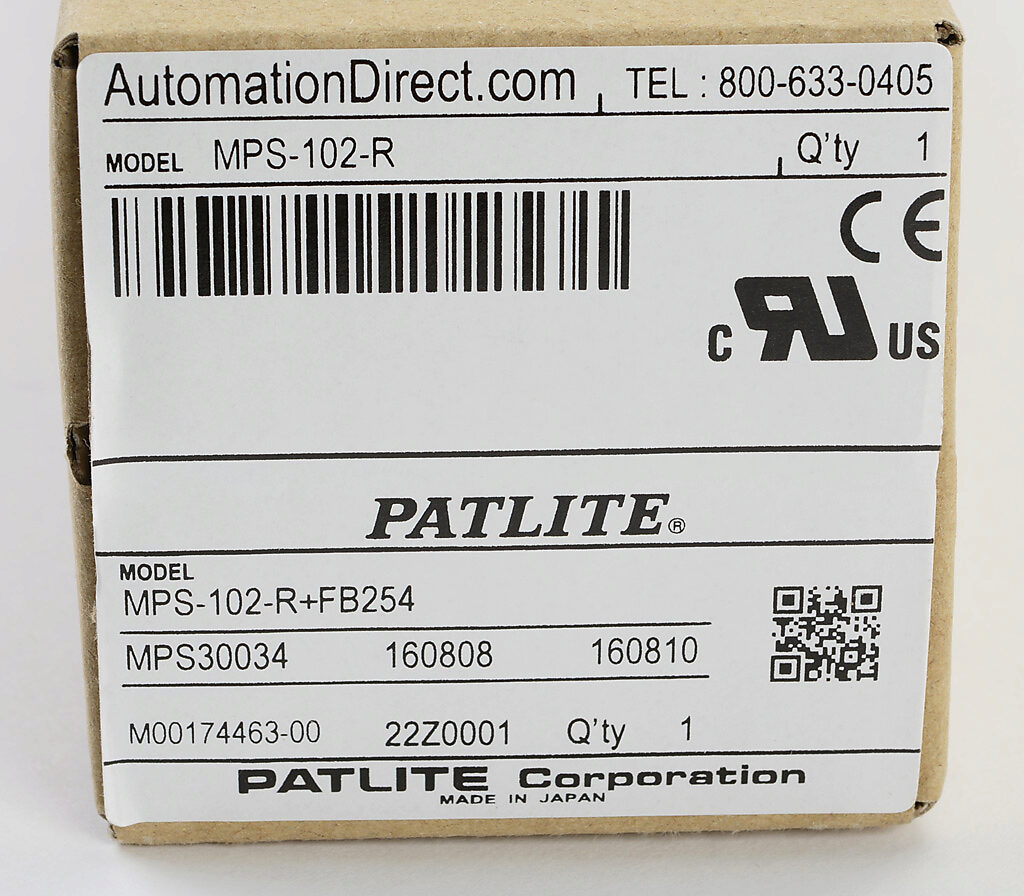 AutomationDirect.com TEL : 800-633-0405
MODEL MPS-102-R Q'ty 1
CE
C RU US
PATLITE®
MODEL
MPS-102-R+FB254
MPS30034 160808 160810
M00174463-00 22Z0001 Q'ty 1
PATLITE Corporation
MADE IN JAPAN